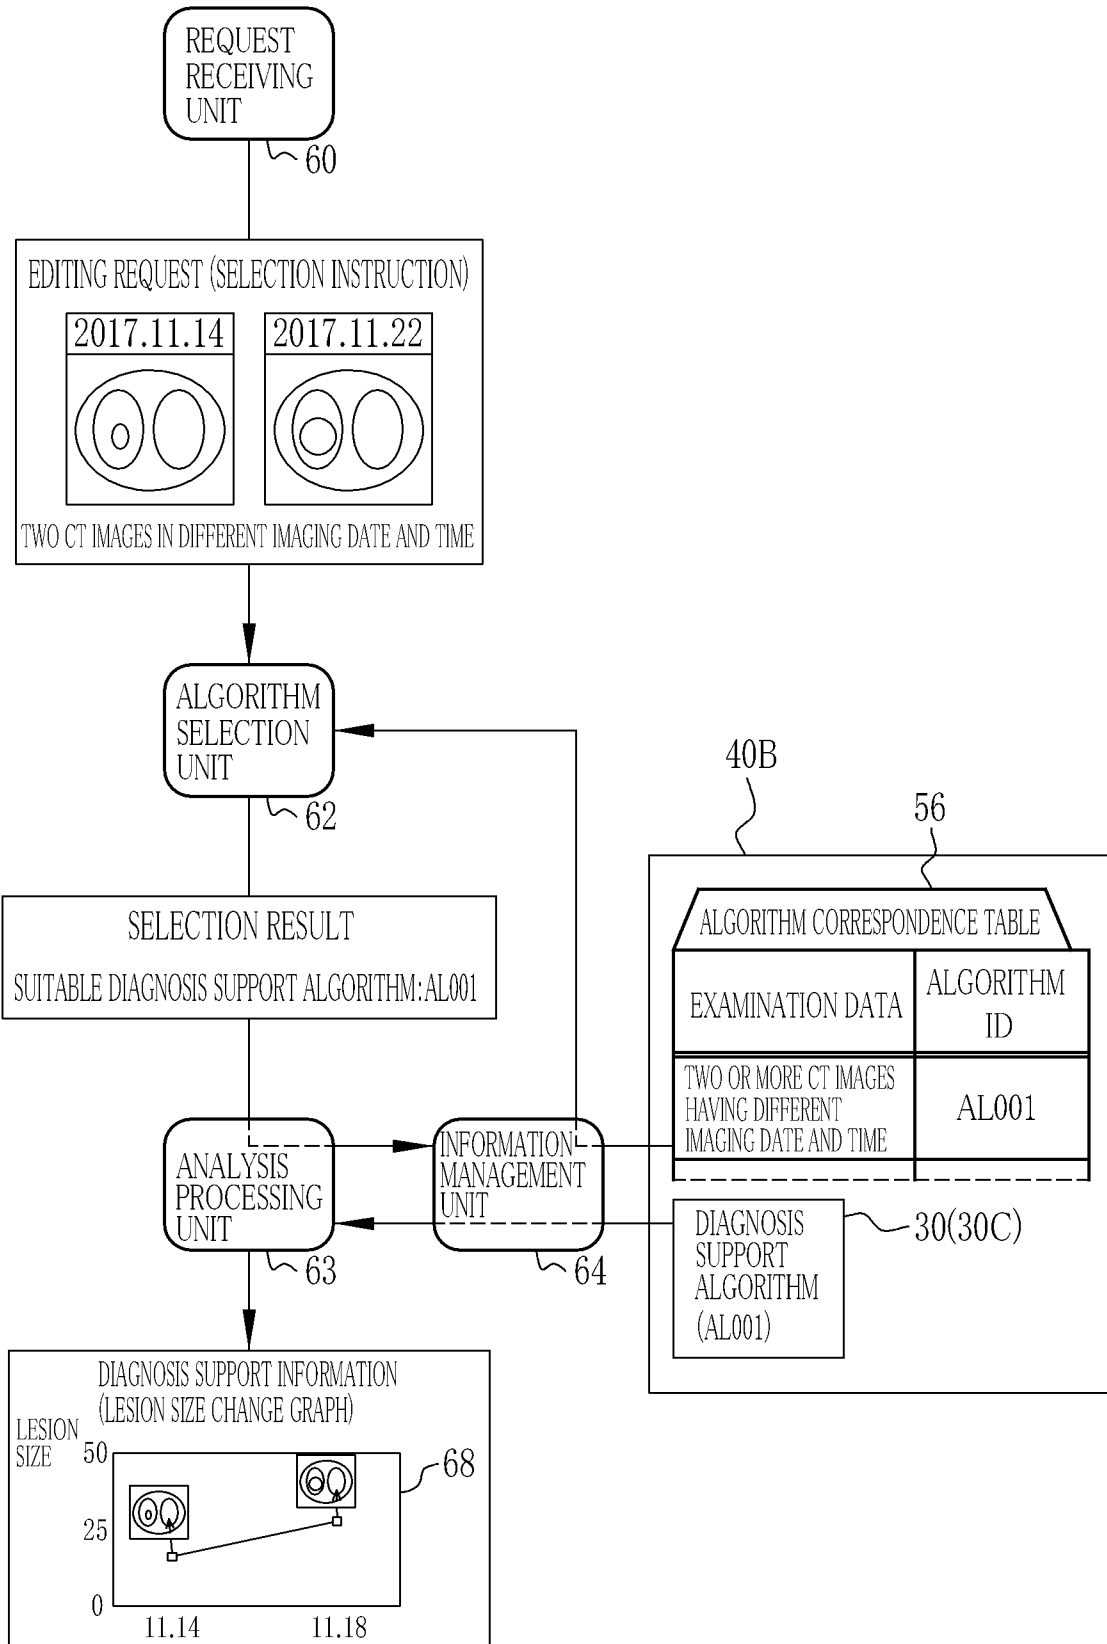 REQUEST
RECEIVING
UNIT
60
EDITING REQUEST (SELECTION INSTRUCTION)
2017.11.14
2017.11.22
TWO CT IMAGES IN DIFFERENT IMAGING DATE AND TIME
ALGORITHM
SELECTION
UNIT
62
40B
56
SELECTION RESULT
SUITABLE DIAGNOSIS SUPPORT ALGORITHM:AL001
ALGORITHM CORRESPONDENCE TABLE
EXAMINATION DATA
ALGORITHM
ID
TWO OR MORE CT IMAGES
HAVING DIFFERENT
IMAGING DATE AND TIME
AL001
ANALYSIS
PROCESSING
UNIT
63
INFORMATION
MANAGEMENT
UNIT
64
DIAGNOSIS
SUPPORT
ALGORITHM
(AL001)
30(30C)
DIAGNOSIS SUPPORT INFORMATION
(LESION SIZE CHANGE GRAPH)
LESION
SIZE
50
25
0
68
11.14
11.18